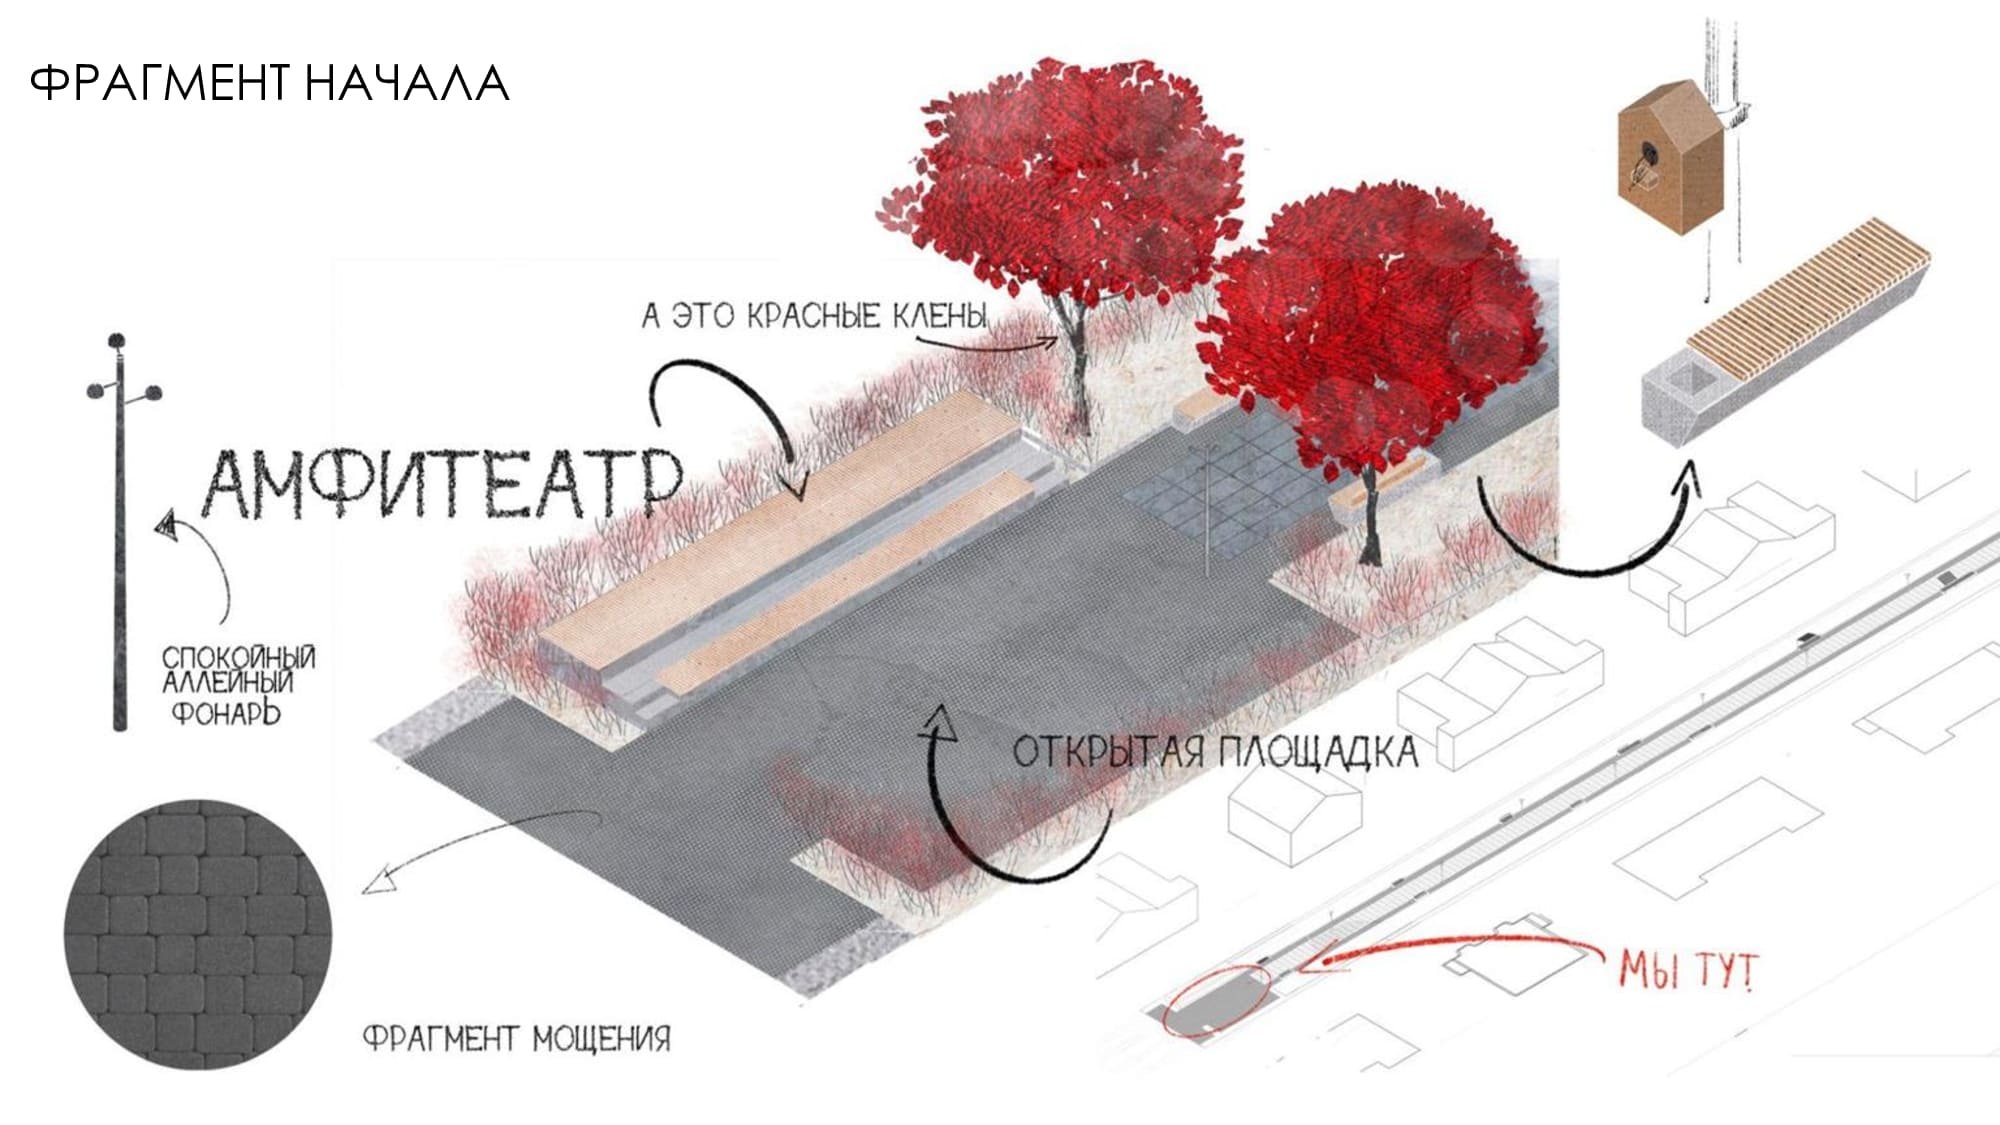 ФРАГМЕНТ НАЧАЛА
А ЭТО КРАСНЫЕ КЛЕНЫ
АМФИТЕАТР
СПОКОЙНЫЙ
АЛЛЕЙНЫЙ
ФОНАРЬ
ОТКРЫТАЯ ПЛОЩАДКА
МЫ ТУТ!
ФРАГМЕНТ МОЩЕНИЯ